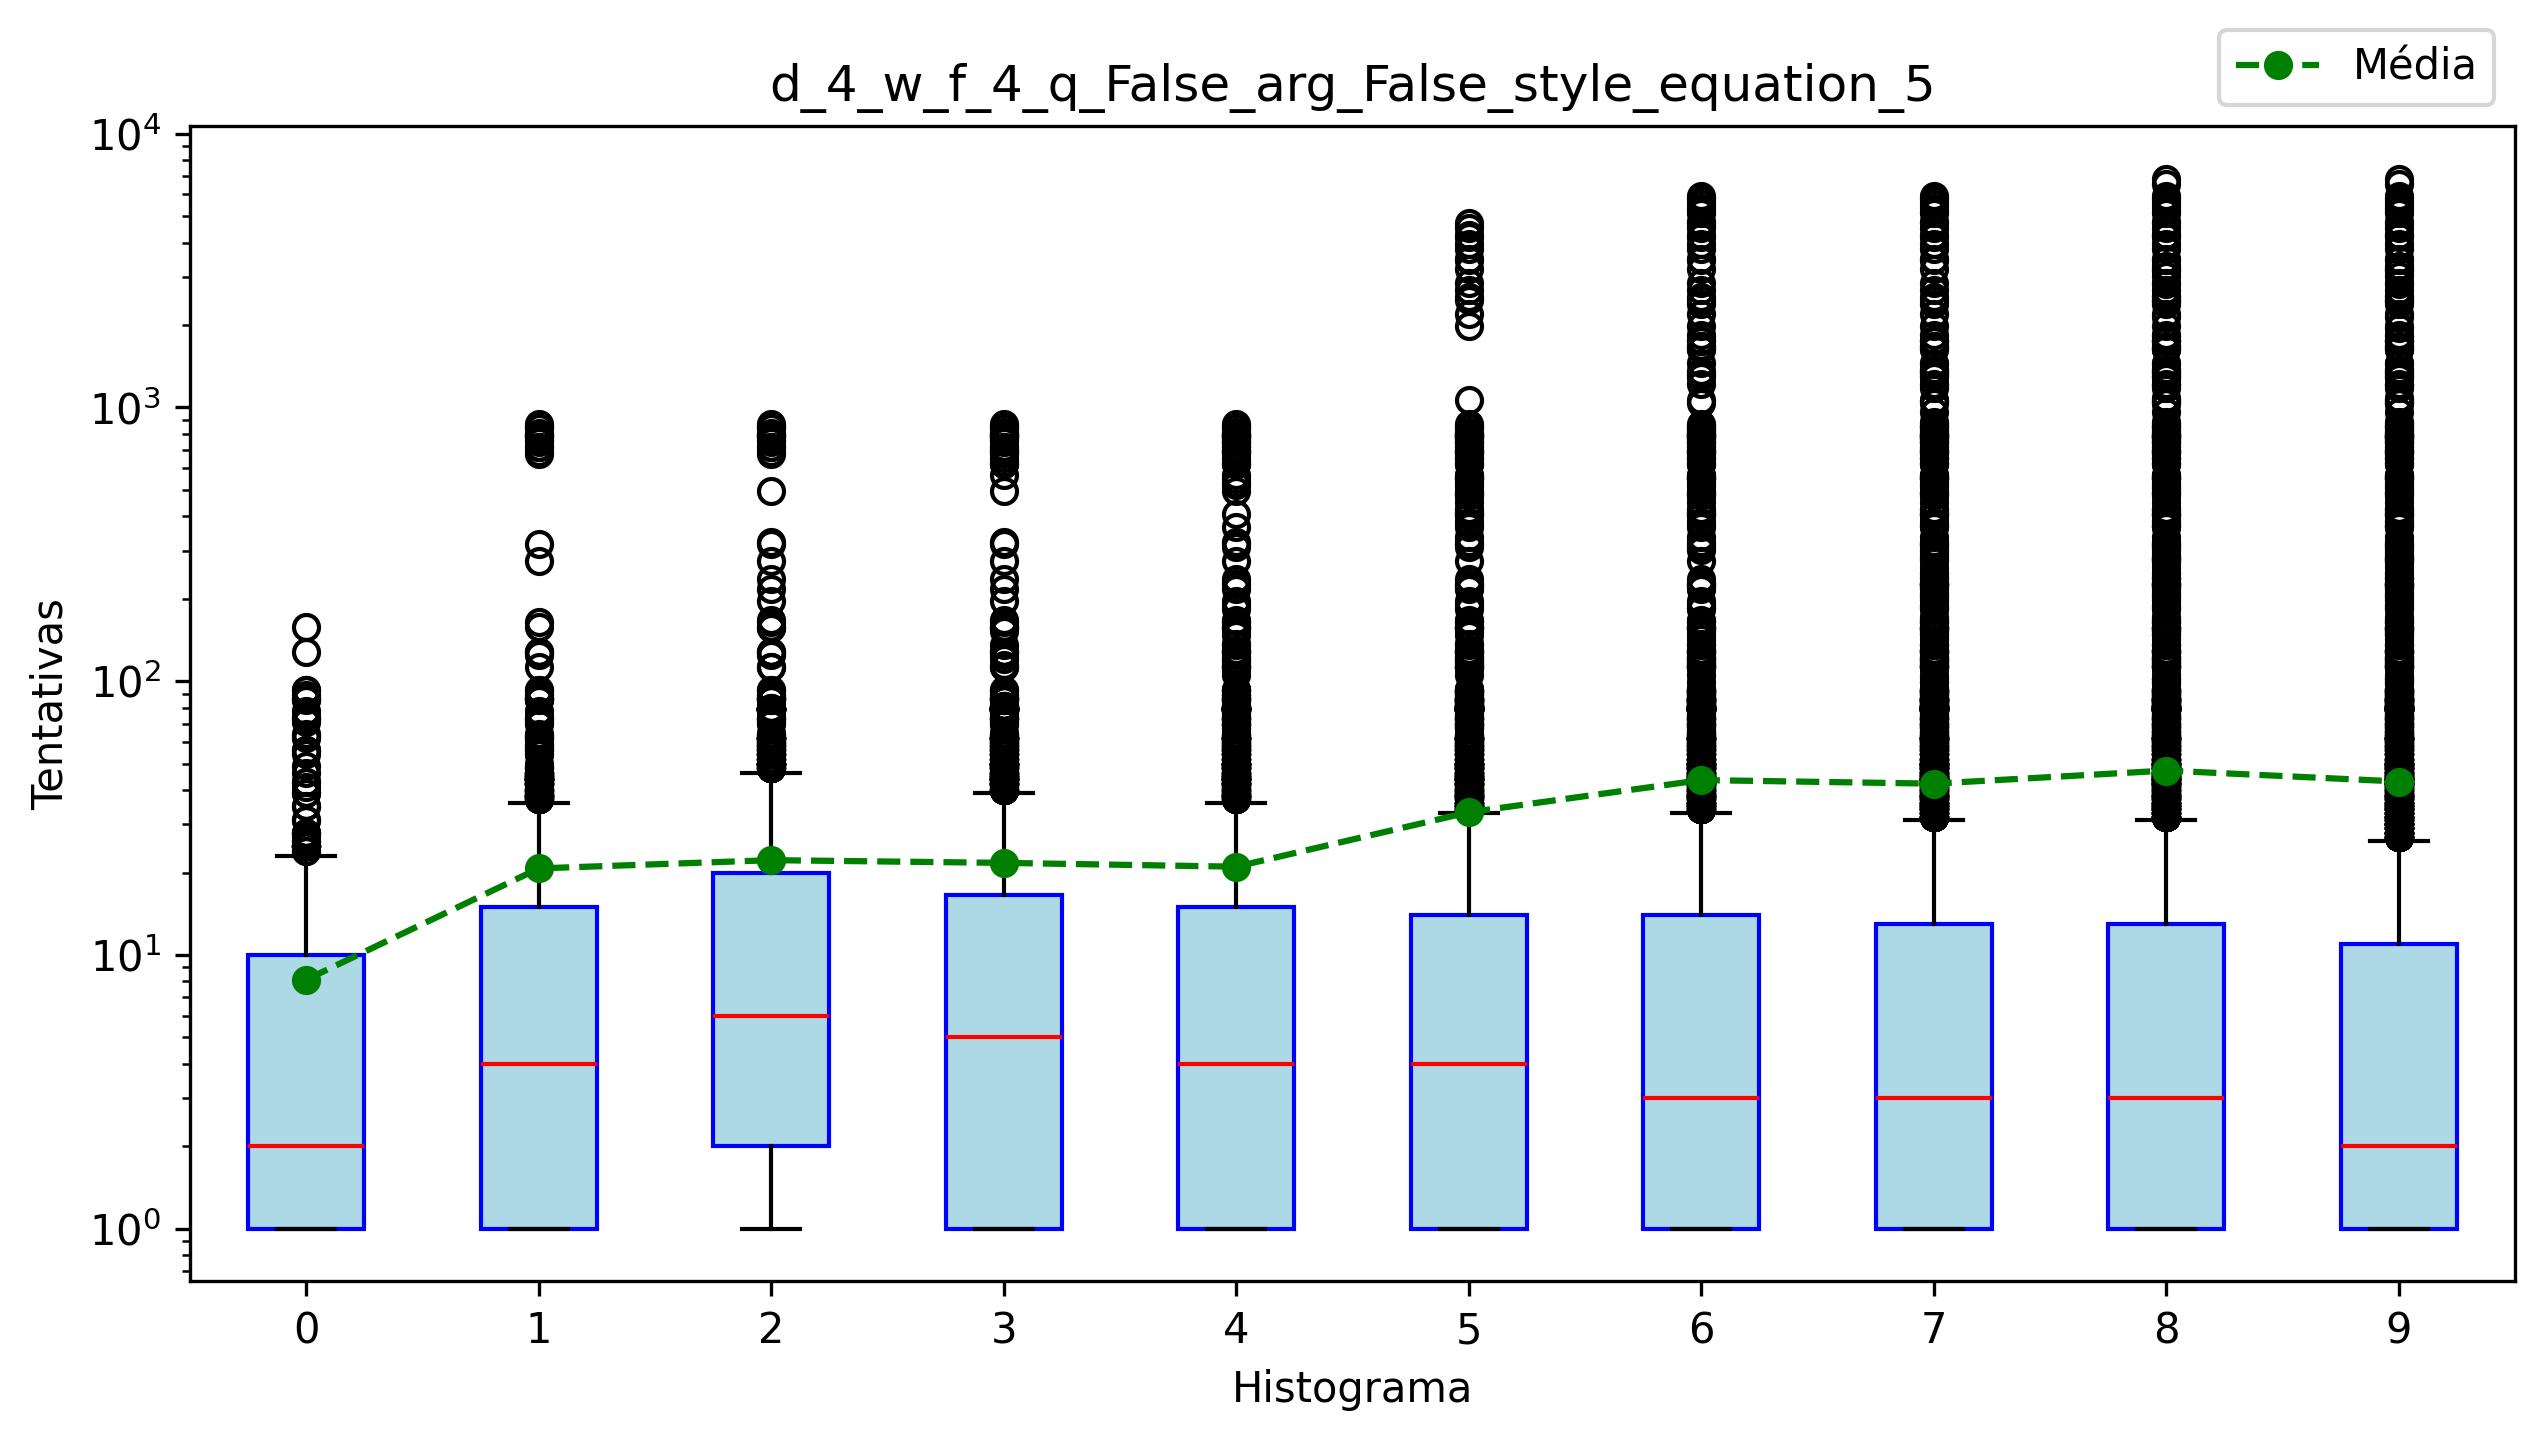 d_4_w_f_4_q_False_arg_False_style_equation_5
Média
Tentativas
10⁴
10³
10²
10¹
10⁰
0 1 2 3 4 5 6 7 8 9
Histograma